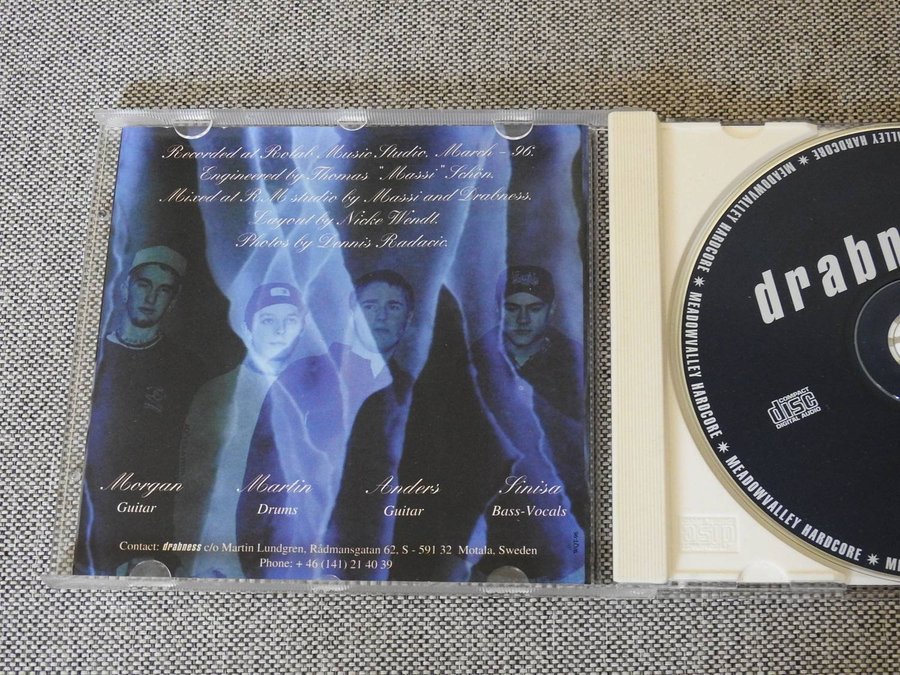 Recorded at Rolab Music Studio, March - 96.
Engineered by Thomas "Massi" Schön.
Mixed at R.M studio by Massi and Drabness.
Layout by Nicke Wendt.
Photos by Dennis Radacic.
Morgan Martin Anders Sinisa
Guitar Drums Guitar Bass-Vocals
Contact: drabness c/o Martin Lundgren, Rådmansgatan 62, S - 591 32 Motala, Sweden
Phone: + 46 (141) 21 40 39
drabn
COMPACT
disc
DIGITAL AUDIO
MEADOWVALLEY HARDCORE * MEADOWVALLEY HARDCORE * MEADOWVALLEY HARDCORE